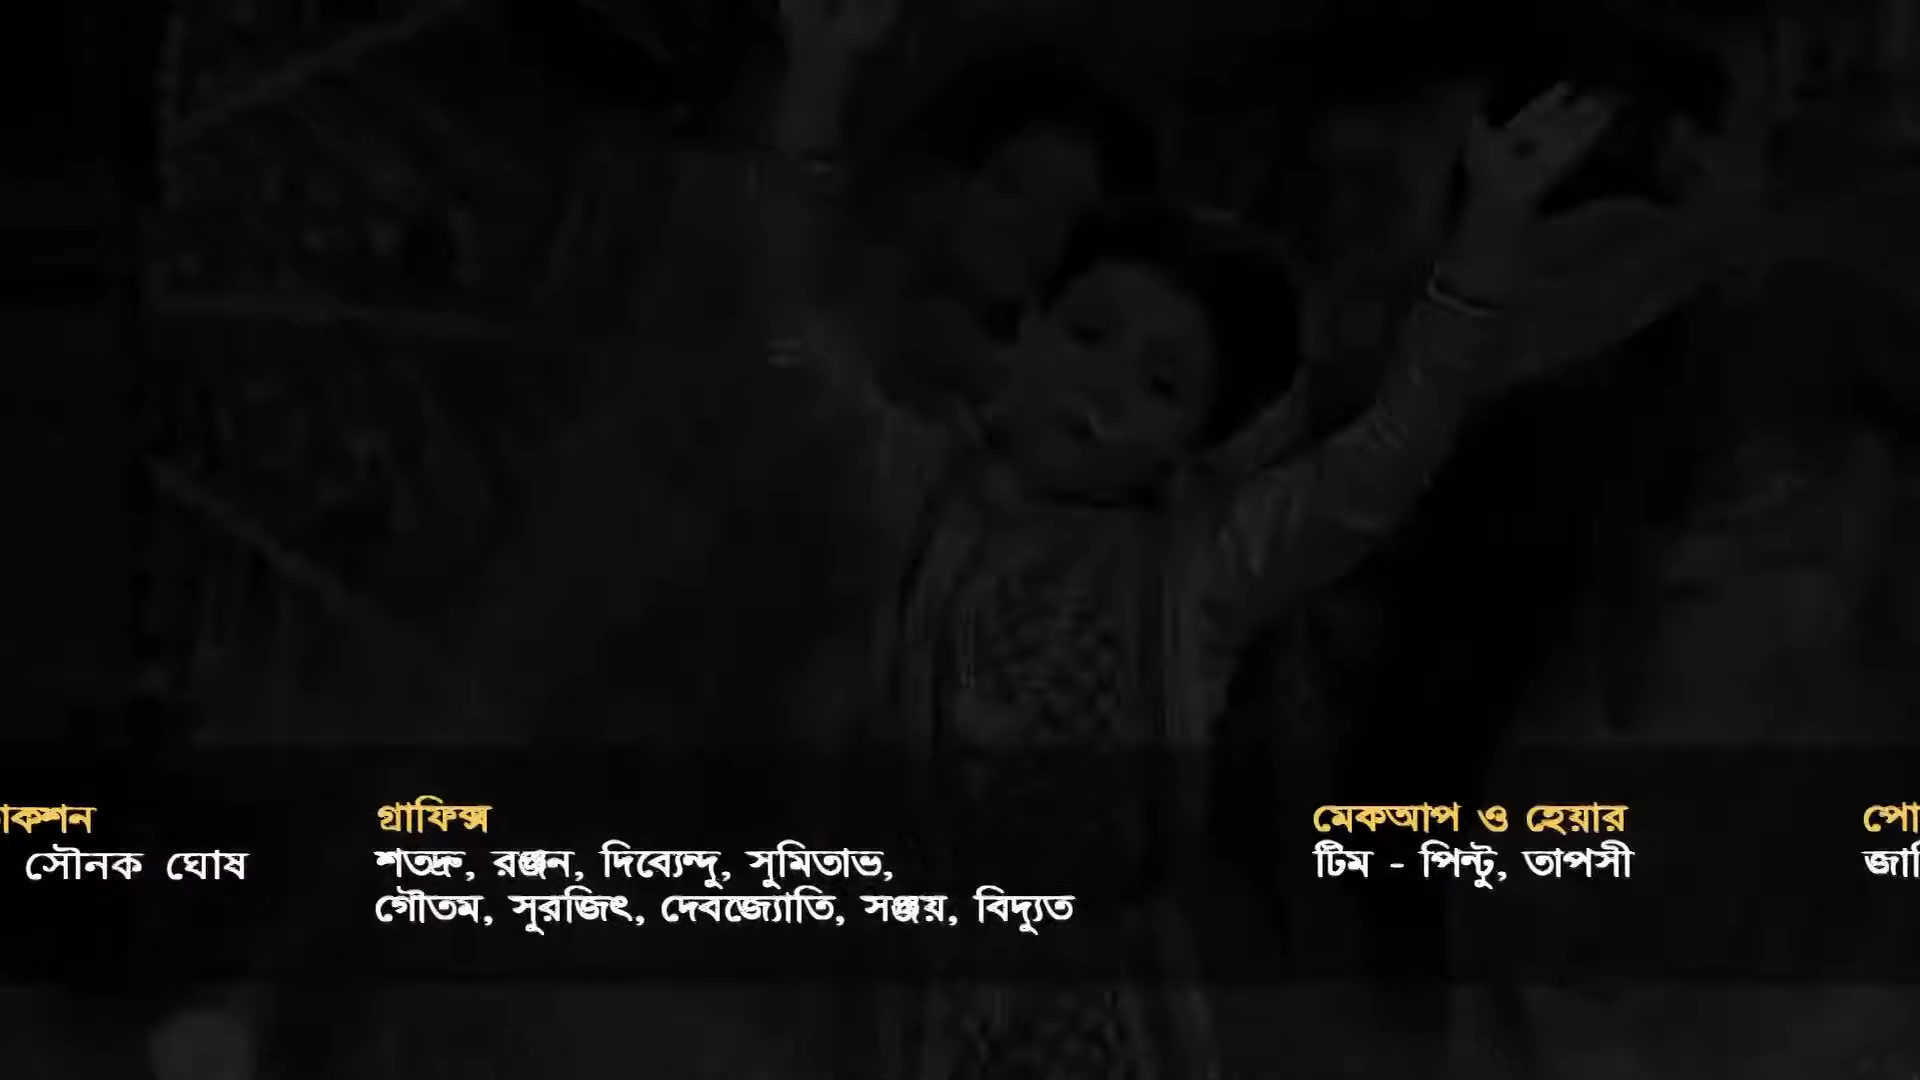 সৌনক ঘোষ
গ্রাফিক্স
শতদ্রু, রঞ্জন, দিব্যেন্দু, সুমিতাভ,
গৌতম, সুরজিৎ, দেবজ্যোতি, সঞ্জয়, বিদ্যুত
মেকআপ ও হেয়ার
টিম - পিন্টু, তাপসী